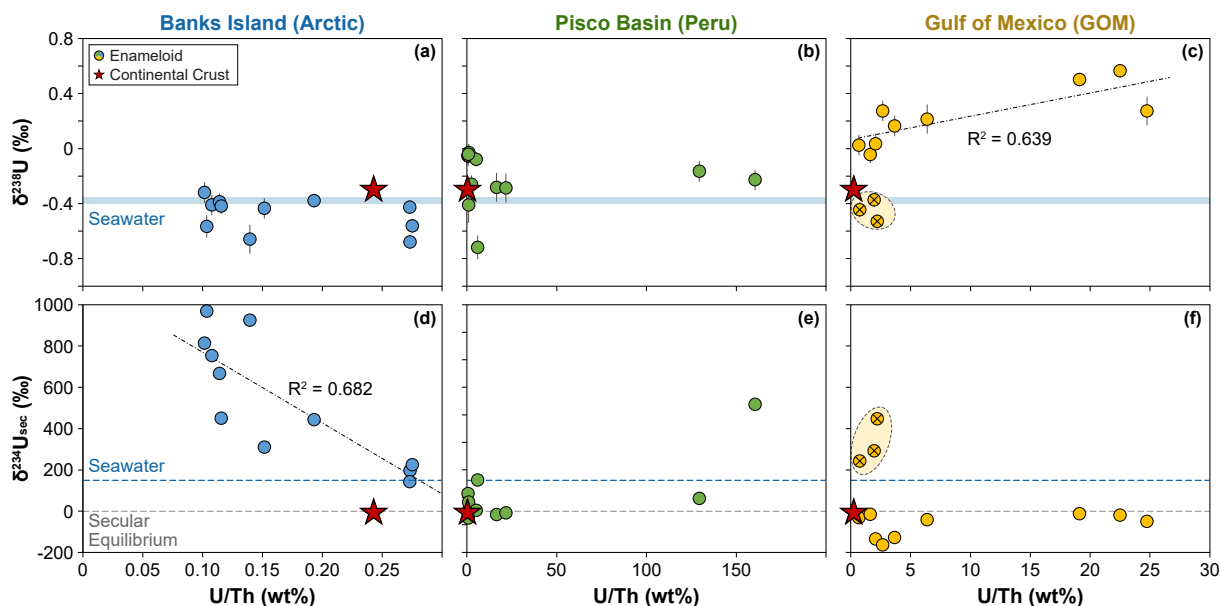 Banks Island (Arctic)
Pisco Basin (Peru)
Gulf of Mexico (GOM)
0.8
0.4
0
-0.4
-0.8
δ²³⁸U (‰)
Enameloid
Continental Crust
Seawater
(a)
(b)
(c)
R² = 0.639
1000
800
600
400
200
0
-200
δ²³⁴Usec (‰)
R² = 0.682
Seawater
Secular
Equilibrium
(d)
(e)
(f)
0 0.10 0.15 0.20 0.25
0 50 100 150
0 5 10 15 20 25 30
U/Th (wt%)
U/Th (wt%)
U/Th (wt%)